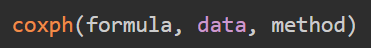 coxph(formula, data, method)